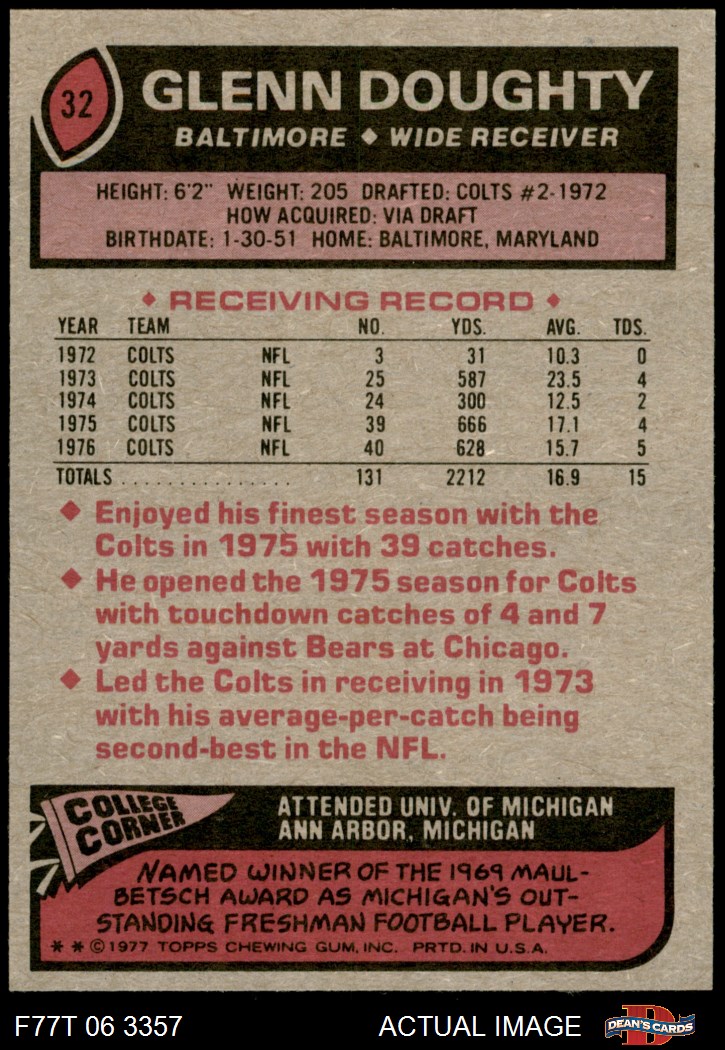 32
GLENN DOUGHTY
BALTIMORE ◆ WIDE RECEIVER
HEIGHT: 6'2" WEIGHT: 205 DRAFTED: COLTS #2-1972
HOW ACQUIRED: VIA DRAFT
BIRTHDATE: 1-30-51 HOME: BALTIMORE, MARYLAND
◆ RECEIVING RECORD ◆
YEAR TEAM NO. YDS. AVG. TDS.
1972 COLTS NFL 3 31 10.3 0
1973 COLTS NFL 25 587 23.5 4
1974 COLTS NFL 24 300 12.5 2
1975 COLTS NFL 39 666 17.1 4
1976 COLTS NFL 40 628 15.7 5
TOTALS . . . . . . . . . . . . . . . 131 2212 16.9 15
◆ Enjoyed his finest season with the
Colts in 1975 with 39 catches.
◆ He opened the 1975 season for Colts
with touchdown catches of 4 and 7
yards against Bears at Chicago.
◆ Led the Colts in receiving in 1973
with his average-per-catch being
second-best in the NFL.
COLLEGE
CORNER
ATTENDED UNIV. OF MICHIGAN
ANN ARBOR, MICHIGAN
NAMED WINNER OF THE 1969 MAUL-
BETSCH AWARD AS MICHIGAN'S OUT-
STANDING FRESHMAN FOOTBALL PLAYER.
* * © 1977 TOPPS CHEWING GUM, INC. PRTD. IN U.S.A.
F77T 06 3357 ACTUAL IMAGE
D
DEAN'S CARDS